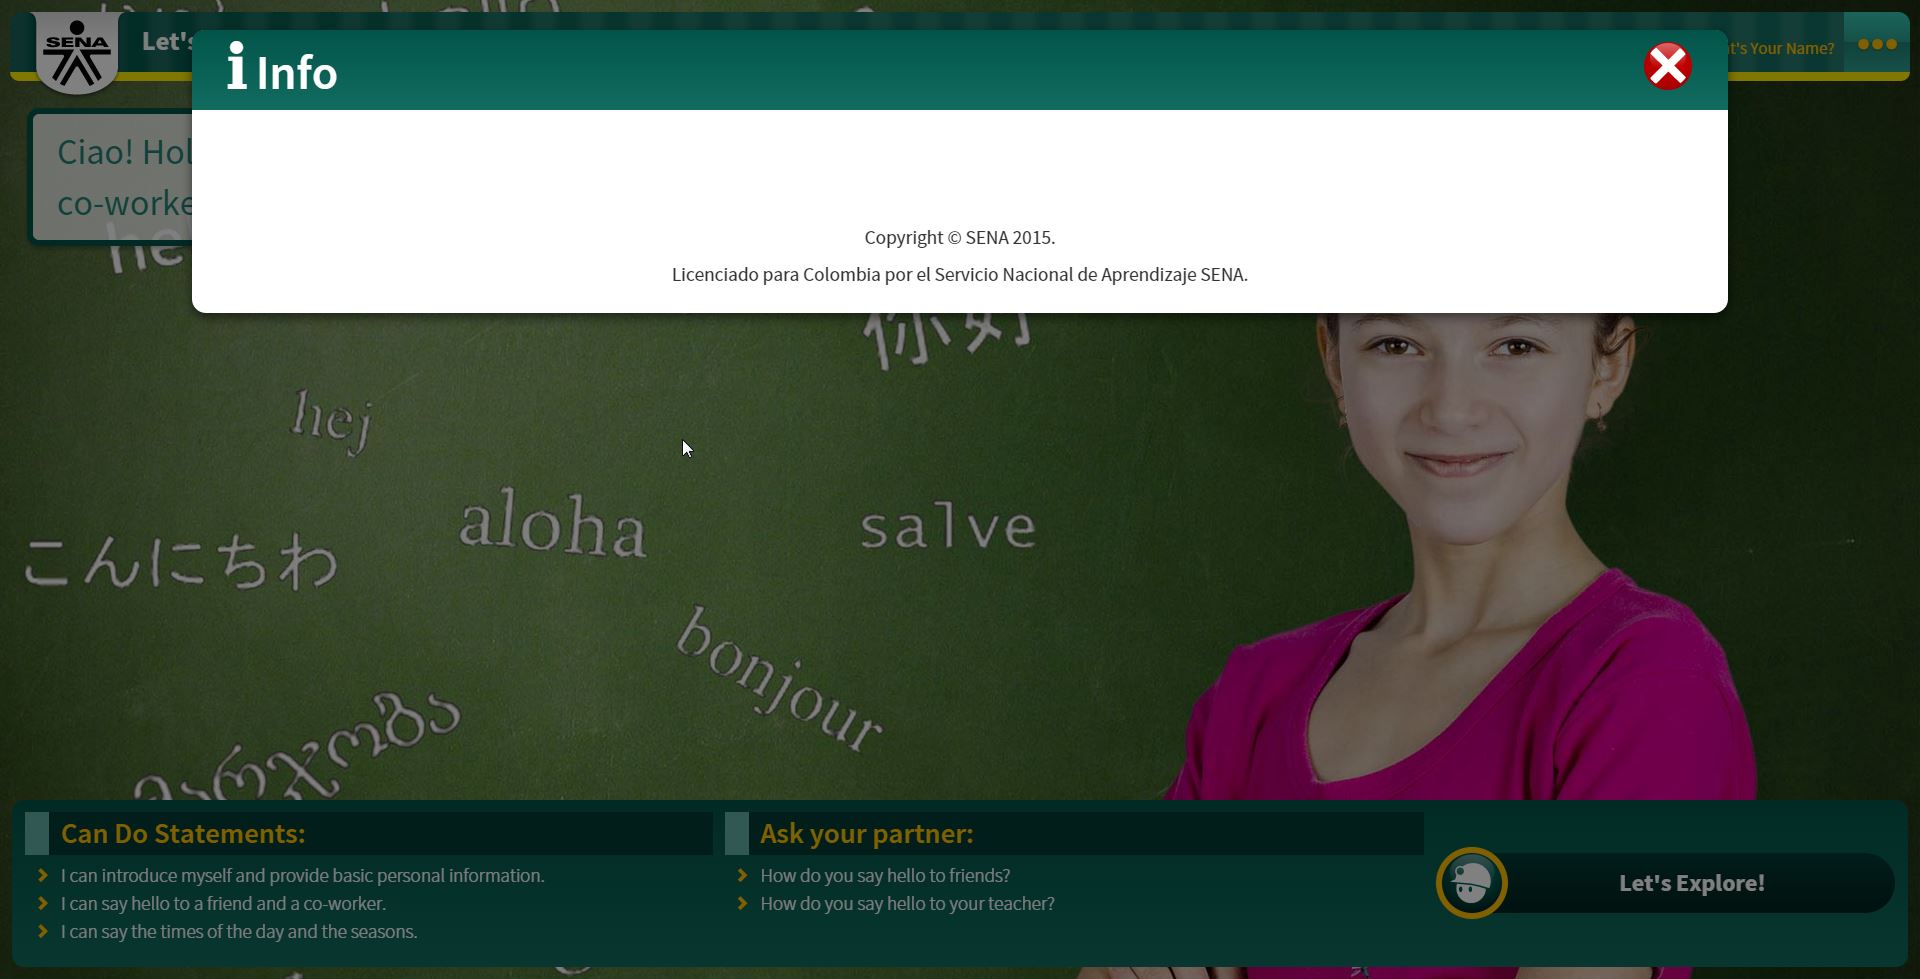 SENA
Let's
Info
t's Your Name?
Ciao! Hol
co-worke
he
Copyright © SENA 2015.
Licenciado para Colombia por el Servicio Nacional de Aprendizaje SENA.
你好
hej
aloha
salve
こんにちわ
bonjour
Can Do Statements:
I can introduce myself and provide basic personal information.
I can say hello to a friend and a co-worker.
I can say the times of the day and the seasons.
Ask your partner:
How do you say hello to friends?
How do you say hello to your teacher?
Let's Explore!